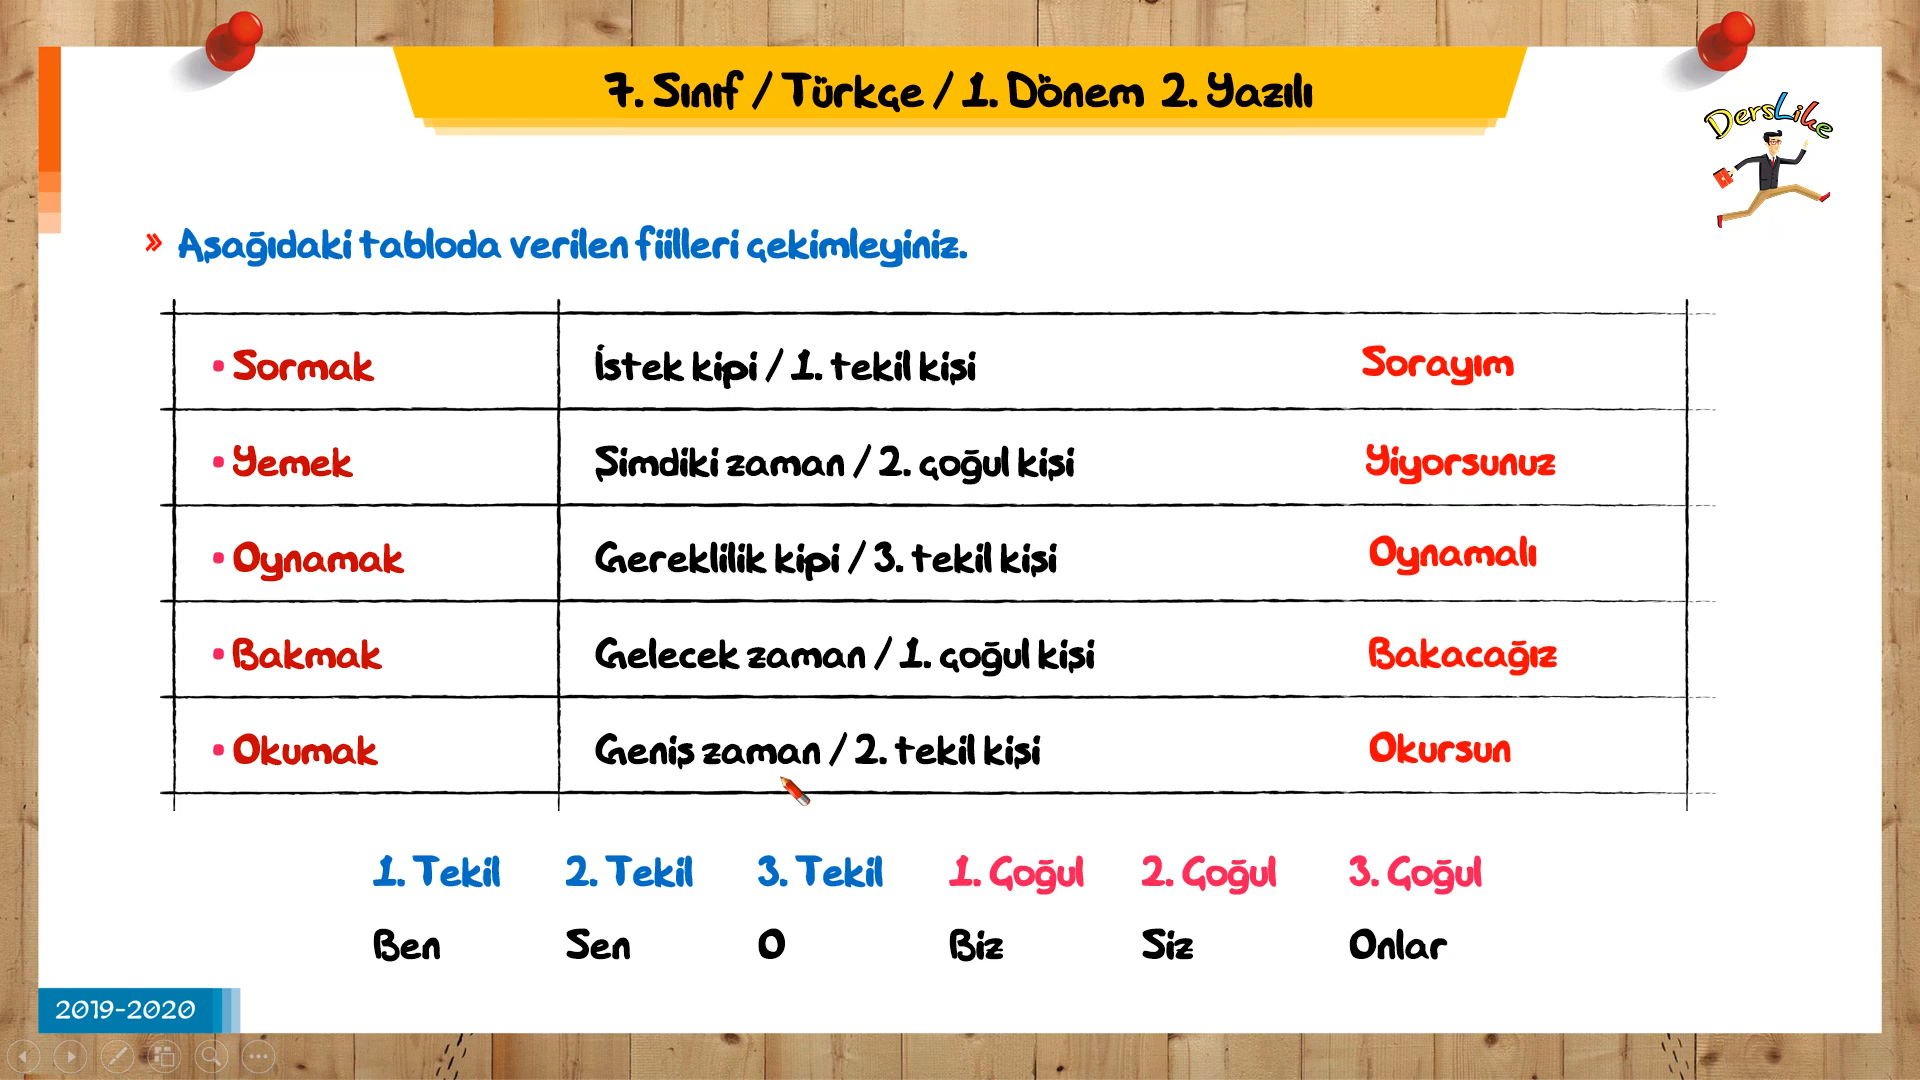 7. Sınıf / Türkçe / 1. Dönem 2. Yazılı
DersLike
» Aşağıdaki tabloda verilen fiilleri çekimleyiniz.
• Sormak İstek kipi / 1. tekil kişi Sorayım
• Yemek Şimdiki zaman / 2. çoğul kişi Yiyorsunuz
• Oynamak Gereklilik kipi / 3. tekil kişi Oynamalı
• Bakmak Gelecek zaman / 1. çoğul kişi Bakacağız
• Okumak Geniş zaman / 2. tekil kişi Okursun
1. Tekil 2. Tekil 3. Tekil 1. Çoğul 2. Çoğul 3. Çoğul
Ben Sen O Biz Siz Onlar
2019-2020